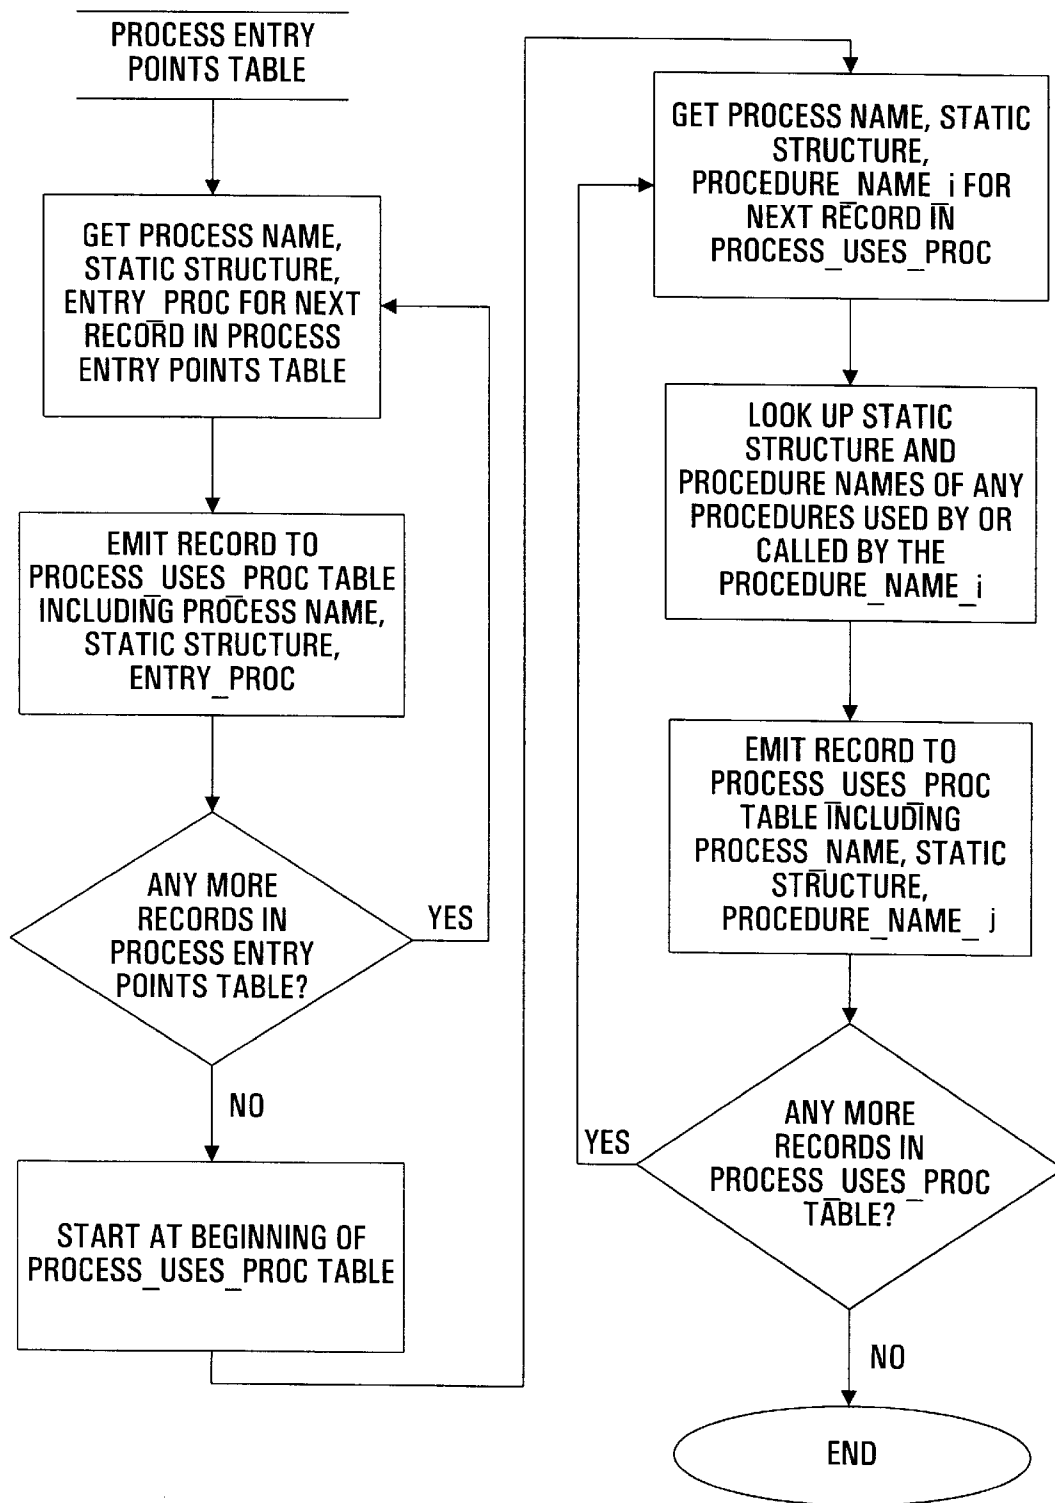 PROCESS ENTRY
POINTS TABLE
GET PROCESS NAME,
STATIC STRUCTURE,
ENTRY_PROC FOR NEXT
RECORD IN PROCESS
ENTRY POINTS TABLE
EMIT RECORD TO
PROCESS_USES_PROC TABLE
INCLUDING PROCESS NAME,
STATIC STRUCTURE,
ENTRY_PROC
ANY MORE
RECORDS IN
PROCESS ENTRY
POINTS TABLE?
YES
NO
START AT BEGINNING OF
PROCESS_USES_PROC TABLE
GET PROCESS NAME, STATIC
STRUCTURE,
PROCEDURE_NAME_i FOR
NEXT RECORD IN
PROCESS_USES_PROC
LOOK UP STATIC
STRUCTURE AND
PROCEDURE NAMES OF ANY
PROCEDURES USED BY OR
CALLED BY THE
PROCEDURE_NAME_i
EMIT RECORD TO
PROCESS_USES_PROC
TABLE INCLUDING
PROCESS_NAME, STATIC
STRUCTURE,
PROCEDURE_NAME_ j
ANY MORE
RECORDS IN
PROCESS_USES_PROC
TABLE?
YES
NO
END